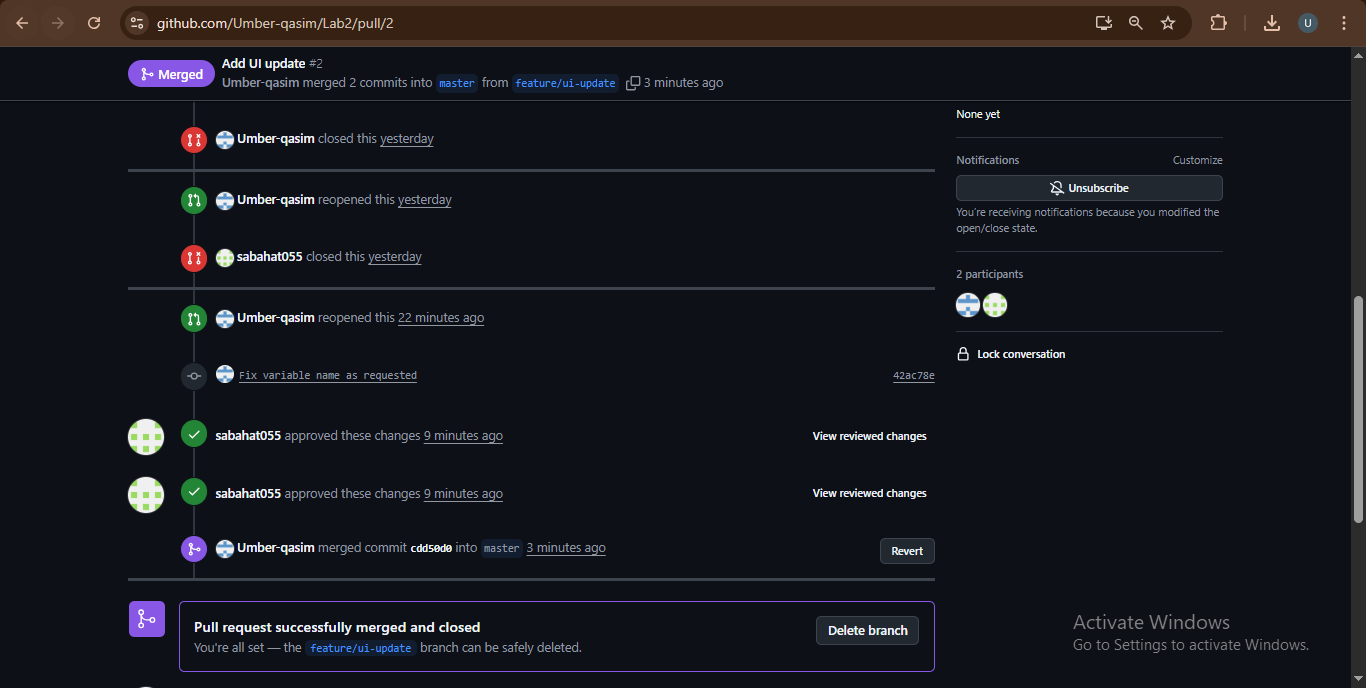 github.com/Umber-qasim/Lab2/pull/2
U
Merged
Add UI update #2
Umber-qasim merged 2 commits into master from feature/ui-update 3 minutes ago
Umber-qasim closed this yesterday
Umber-qasim reopened this yesterday
sabahat055 closed this yesterday
Umber-qasim reopened this 22 minutes ago
Fix variable name as requested 42ac78e
sabahat055 approved these changes 9 minutes ago View reviewed changes
sabahat055 approved these changes 9 minutes ago View reviewed changes
Umber-qasim merged commit cdd50d0 into master 3 minutes ago Revert
Pull request successfully merged and closed
You're all set — the feature/ui-update branch can be safely deleted.
Delete branch
None yet
Notifications Customize
Unsubscribe
You're receiving notifications because you modified the
open/close state.
2 participants
Lock conversation
Activate Windows
Go to Settings to activate Windows.